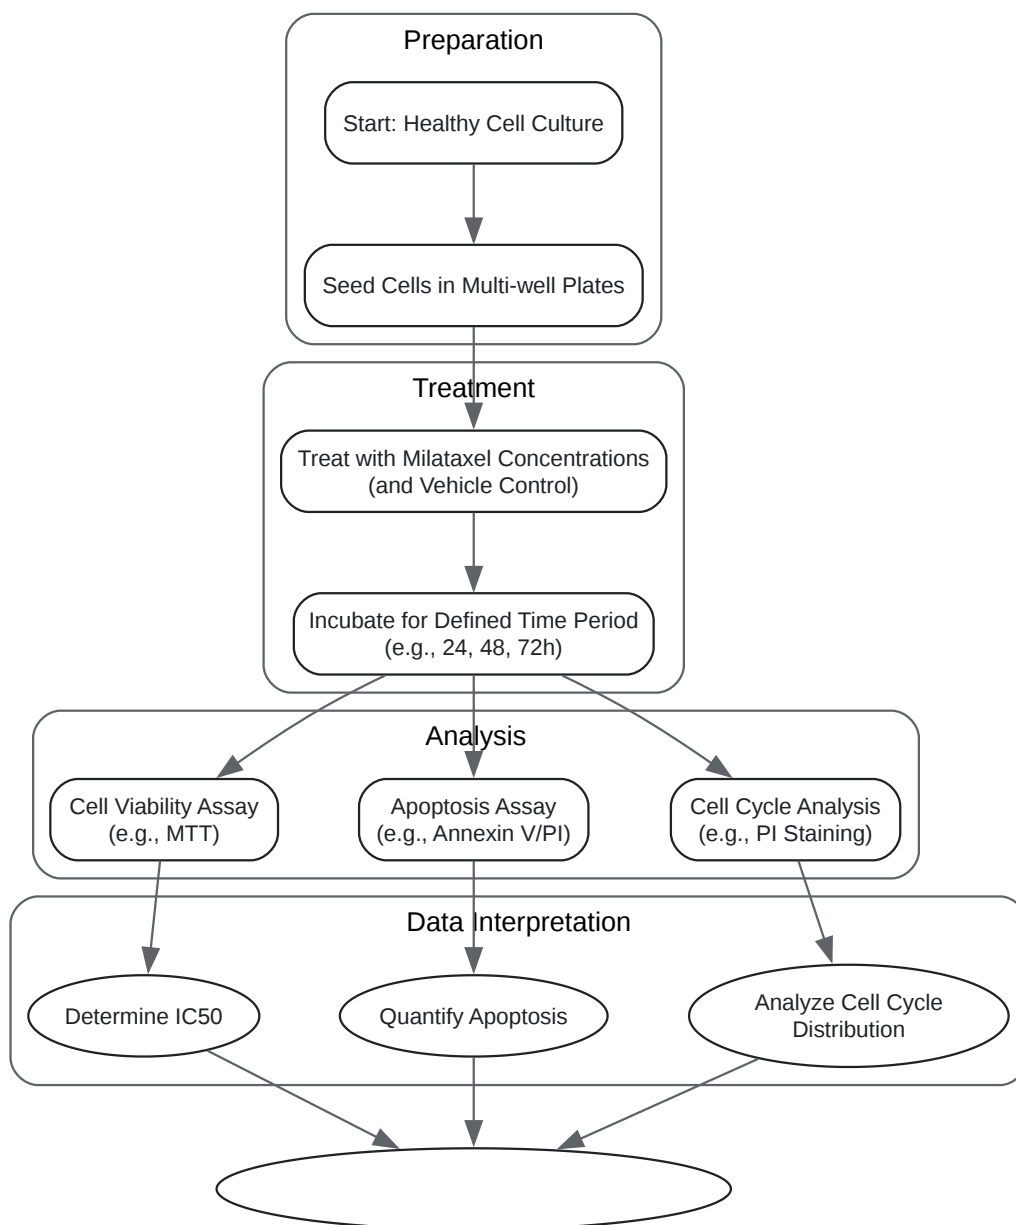 Preparation
Start: Healthy Cell Culture
Seed Cells in Multi-well Plates
Treatment
Treat with Milataxel Concentrations
(and Vehicle Control)
Incubate for Defined Time Period
(e.g., 24, 48, 72h)
Analysis
Cell Viability Assay
(e.g., MTT)
Apoptosis Assay
(e.g., Annexin V/PI)
Cell Cycle Analysis
(e.g., PI Staining)
Data Interpretation
Determine IC50
Quantify Apoptosis
Analyze Cell Cycle
Distribution